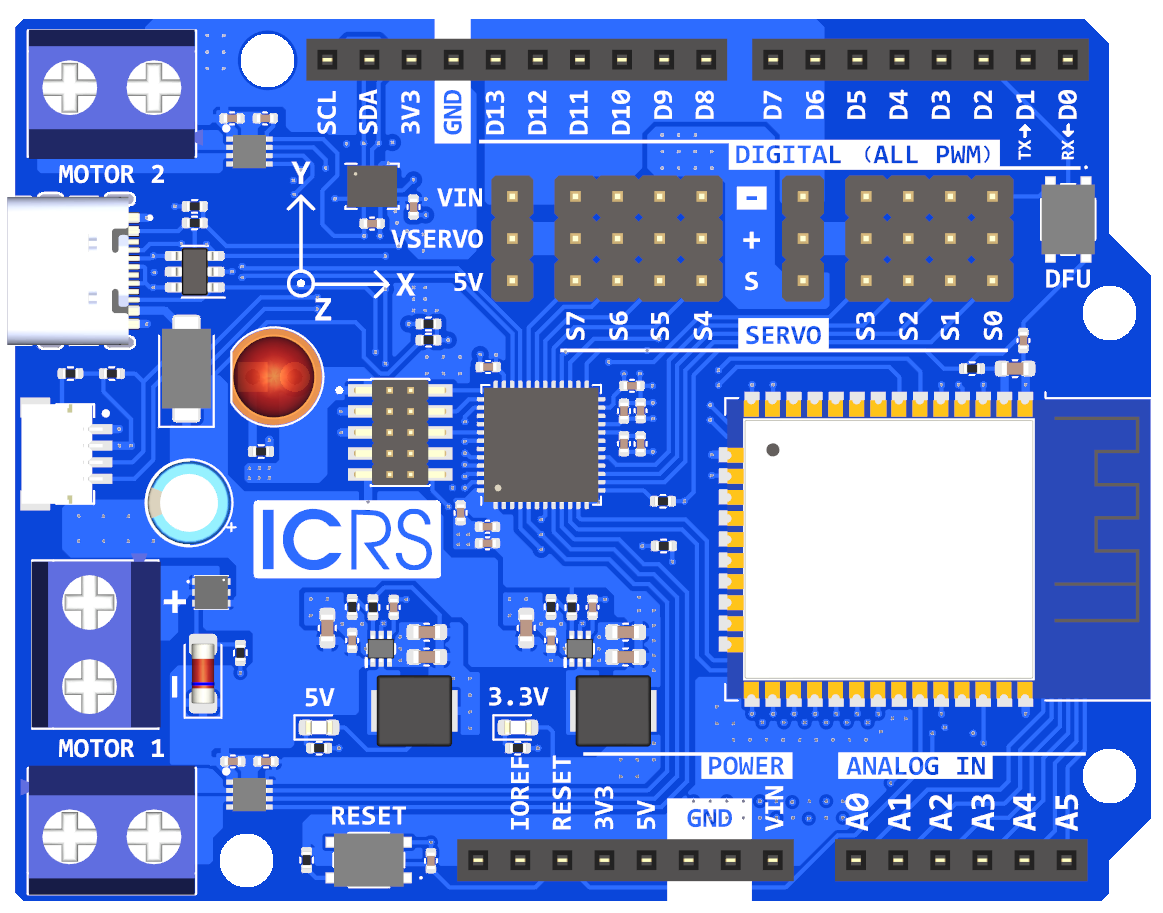 MOTOR 2
SCL SDA 3V3 GND D13 D12 D11 D10 D9 D8 D7 D6 D5 D4 D3 D2 TX→D1 RX←D0
DIGITAL (ALL PWM)
Y
X
Z
VIN
VSERVO
5V
-
+
S
DFU
S7 S6 S5 S4 SERVO S3 S2 S1 S0
+
ICRS
+
-
5V
3.3V
MOTOR 1
POWER
ANALOG IN
RESET
IOREF RESET 3V3 5V GND VIN A0 A1 A2 A3 A4 A5